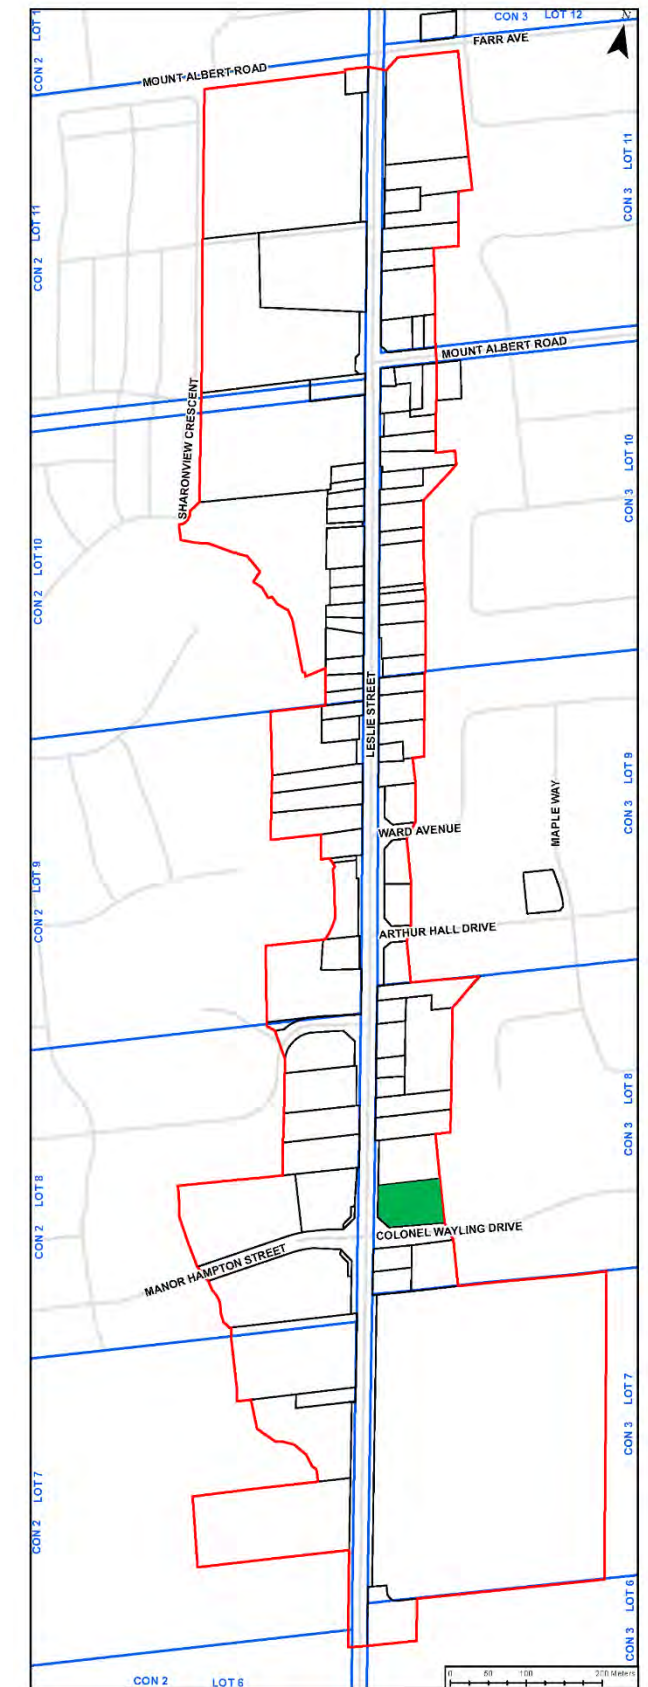 CON 3 LOT 12
N
LOT 1
CON 2
FARR AVE
MOUNT ALBERT ROAD
LOT 11
CON 3
LOT 11
CON 2
MOUNT ALBERT ROAD
SHARONVIEW CRESCENT
LOT 10
CON 3
LOT 10
CON 2
LESLIE STREET
LOT 9
CON 3
MAPLE WAY
WARD AVENUE
LOT 9
CON 2
ARTHUR HALL DRIVE
LOT 8
CON 3
LOT 8
CON 2
COLONEL WAYLING DRIVE
MANOR HAMPTON STREET
LOT 7
CON 3
LOT 7
CON 2
LOT 6
CON 3
CON 2 LOT 6
0 50 100 200 Meters